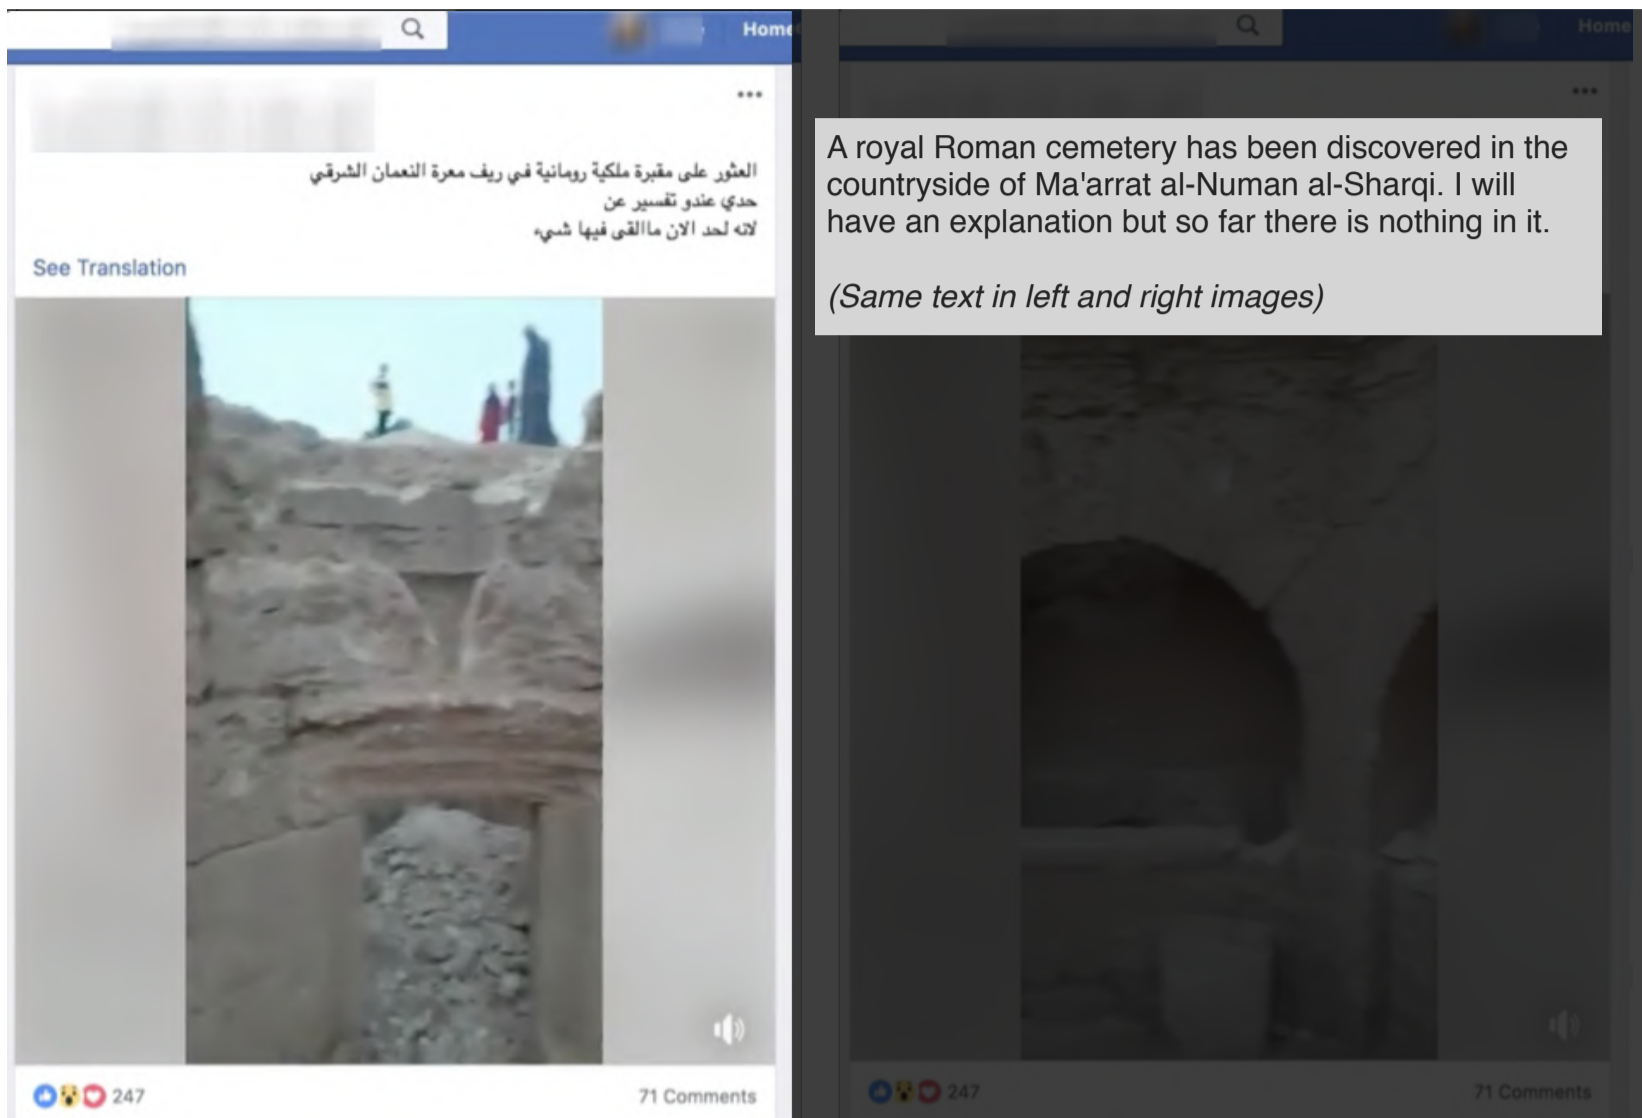 Home
•••
العثور على مقبرة ملكية رومانية في ريف معرة النعمان الشرقي
حدي عندو تفسير عن
لانه لحد الان ماالقى فيها شيء
See Translation
247
71 Comments
Home
•••
A royal Roman cemetery has been discovered in the
countryside of Ma'arrat al-Numan al-Sharqi. I will
have an explanation but so far there is nothing in it.
(Same text in left and right images)
247
71 Comments